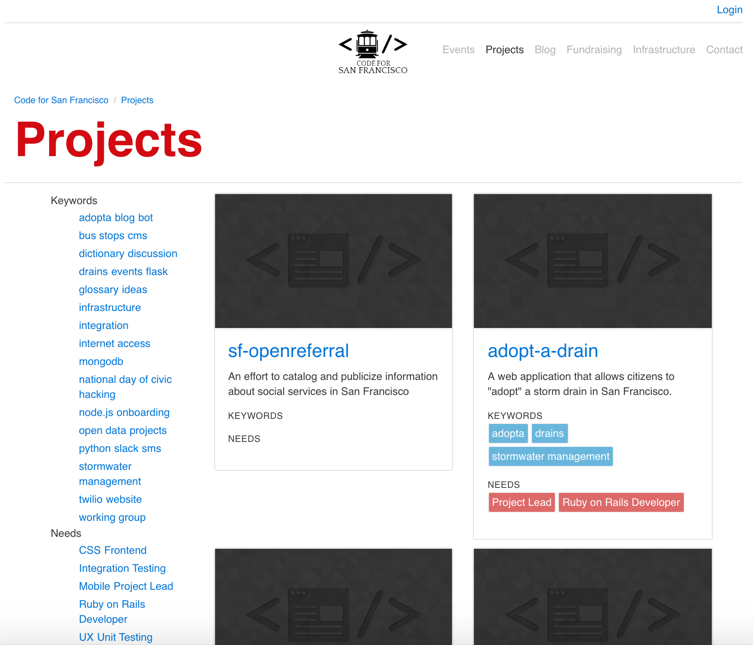 Login
CODE FOR
SAN FRANCISCO
Events Projects Blog Fundraising Infrastructure Contact
Code for San Francisco / Projects
Projects
Keywords
adopta blog bot
bus stops cms
dictionary discussion
drains events flask
glossary ideas
infrastructure
integration
internet access
mongodb
national day of civic
hacking
node.js onboarding
open data projects
python slack sms
stormwater
management
twilio website
working group
Needs
CSS Frontend
Integration Testing
Mobile Project Lead
Ruby on Rails
Developer
UX Unit Testing
sf-openreferral
An effort to catalog and publicize information
about social services in San Francisco
KEYWORDS
NEEDS
adopt-a-drain
A web application that allows citizens to
"adopt" a storm drain in San Francisco.
KEYWORDS
adopta drains
stormwater management
NEEDS
Project Lead Ruby on Rails Developer